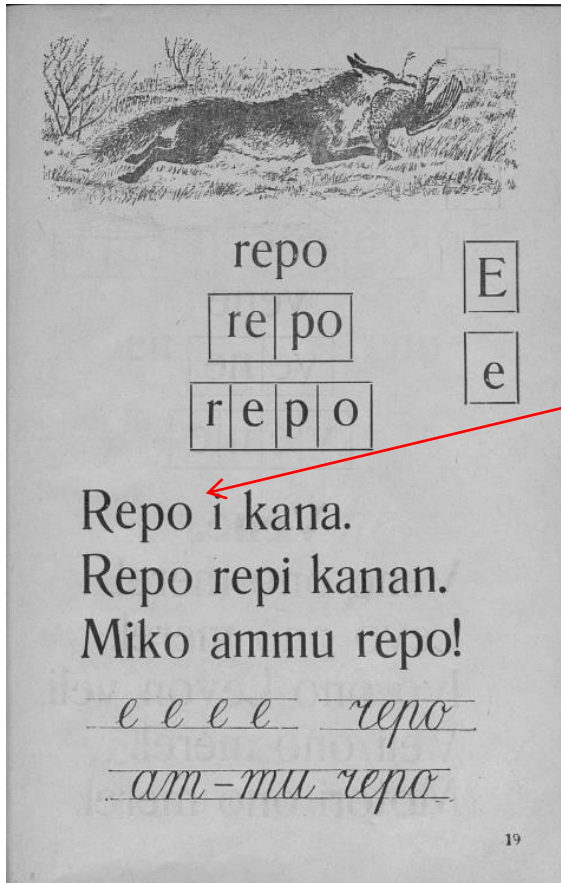 repo
E
re po
e
r e p o
Repo i kana.
Repo repi kanan.
Miko ammu repo!
e e e e repo
am-mu repo
19